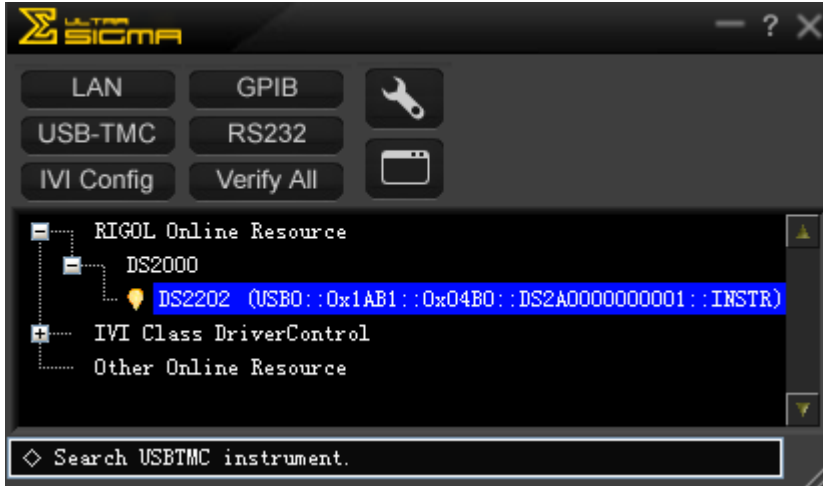 ULTRA
SIGMA
?
LAN GPIB
USB-TMC RS232
IVI Config Verify All
RIGOL Online Resource
DS2000
DS2202 (USB0::0x1AB1::0x04B0::DS2A0000000001::INSTR)
IVI Class DriverControl
Other Online Resource
Search USBTMC instrument.